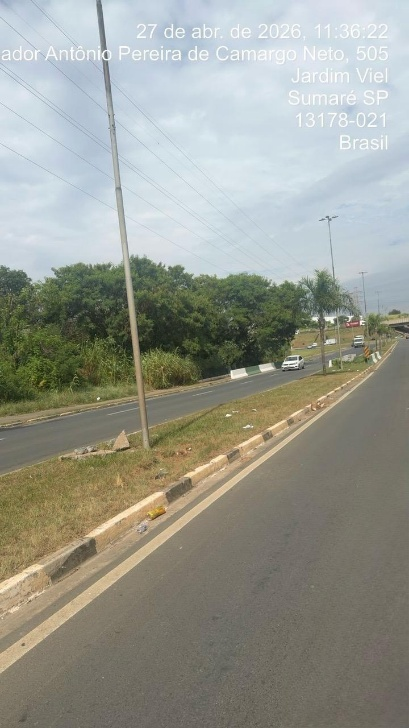 27 de abr. de 2026, 11:36:22
ador Antônio Pereira de Camargo Neto, 505
Jardim Viel
Sumaré SP
13178-021
Brasil